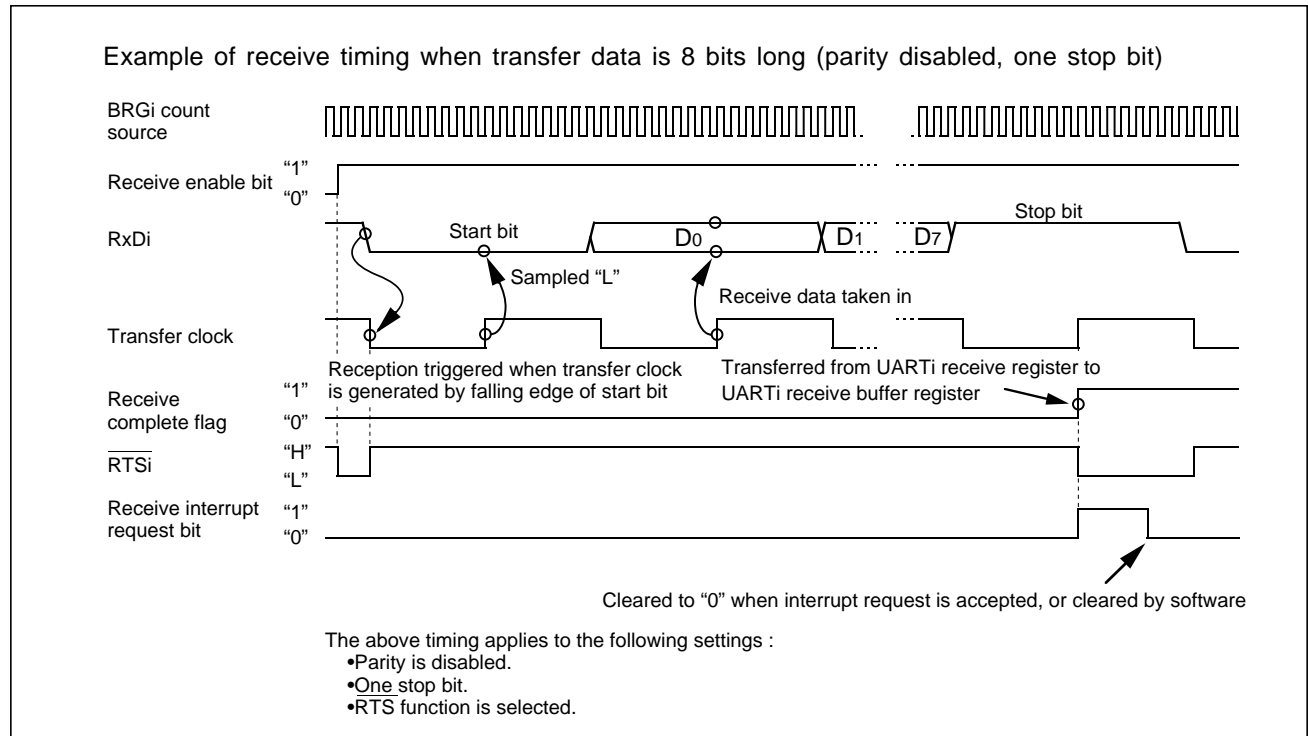 Example of receive timing when transfer data is 8 bits long (parity disabled, one stop bit)
BRGi count
source
Receive enable bit
“1”
“0”
RxDi
Start bit
D0
D1
D7
Stop bit
Sampled “L”
Receive data taken in
Transfer clock
Reception triggered when transfer clock
is generated by falling edge of start bit
Transferred from UARTi receive register to
UARTi receive buffer register
Receive
complete flag
“1”
“0”
RTSi
“H”
“L”
Receive interrupt
request bit
“1”
“0”
Cleared to “0” when interrupt request is accepted, or cleared by software
The above timing applies to the following settings :
•Parity is disabled.
•One stop bit.
•RTS function is selected.